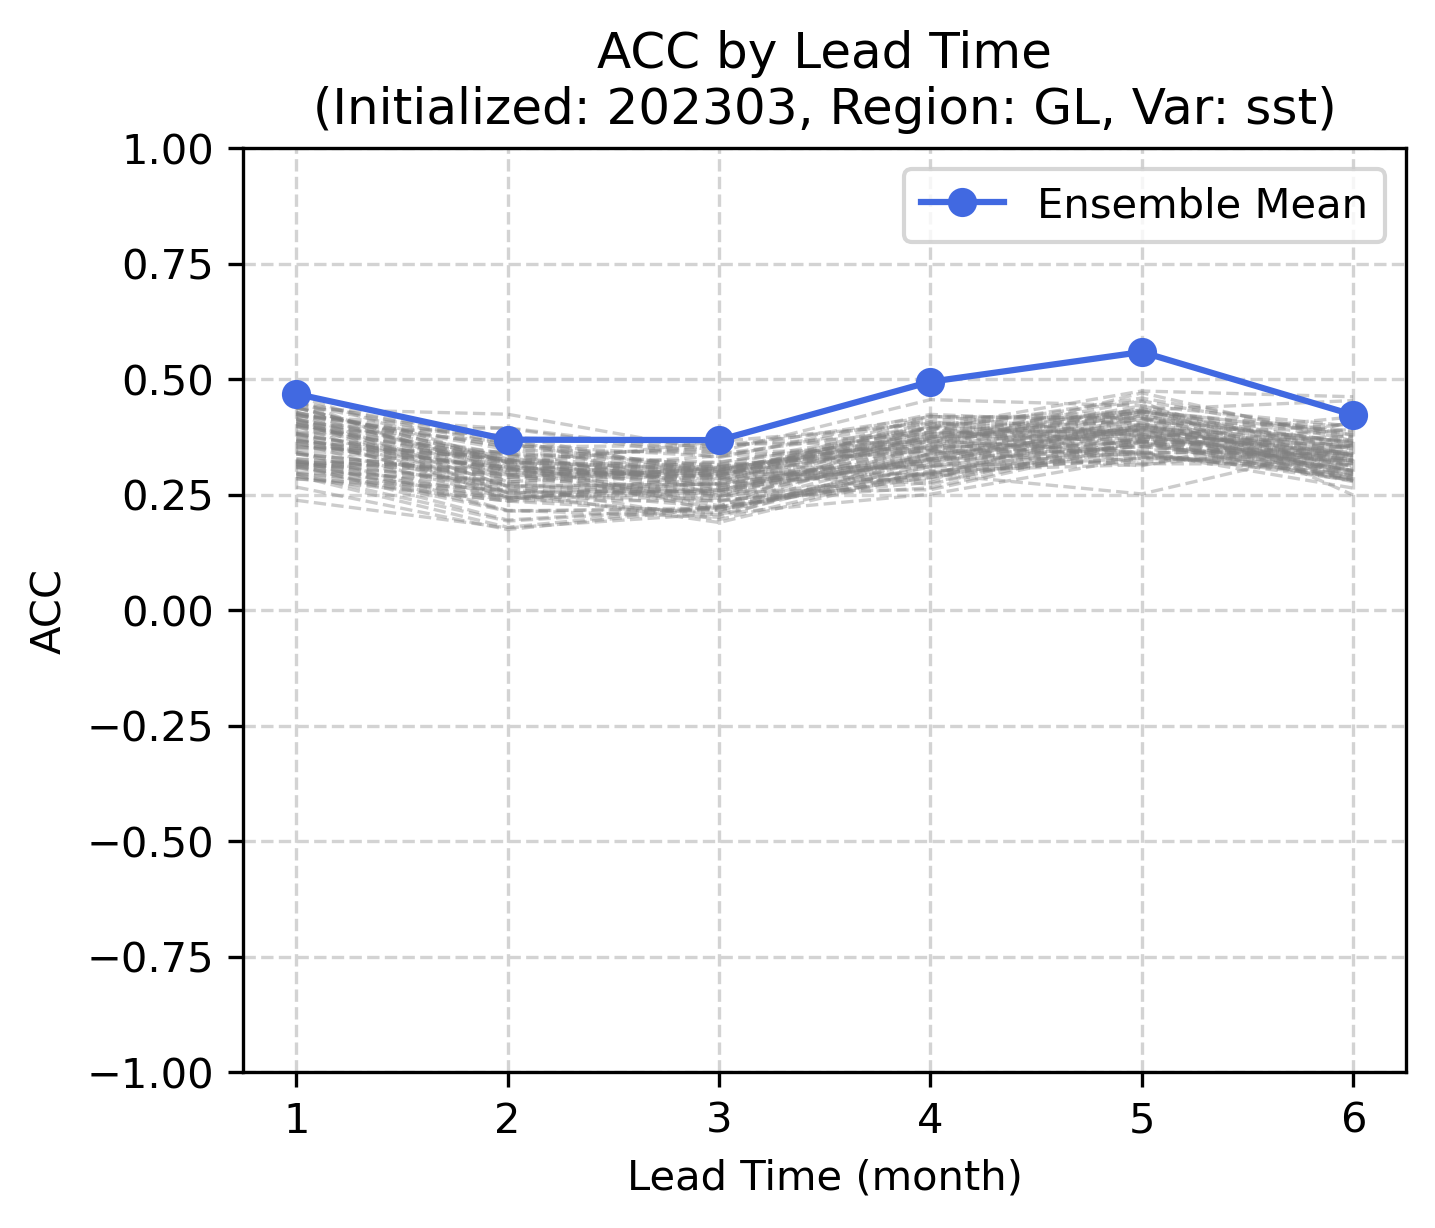 ACC by Lead Time
(Initialized: 202303, Region: GL, Var: sst)
Ensemble Mean
1.00
0.75
0.50
0.25
0.00
−0.25
−0.50
−0.75
−1.00
ACC
1 2 3 4 5 6
Lead Time (month)